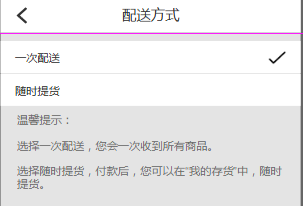 配送方式
一次配送
随时提货
温馨提示：
选择一次配送，您会一次收到所有商品。
选择随时提货，付款后，您可以在"我的存货"中，随时
提货。